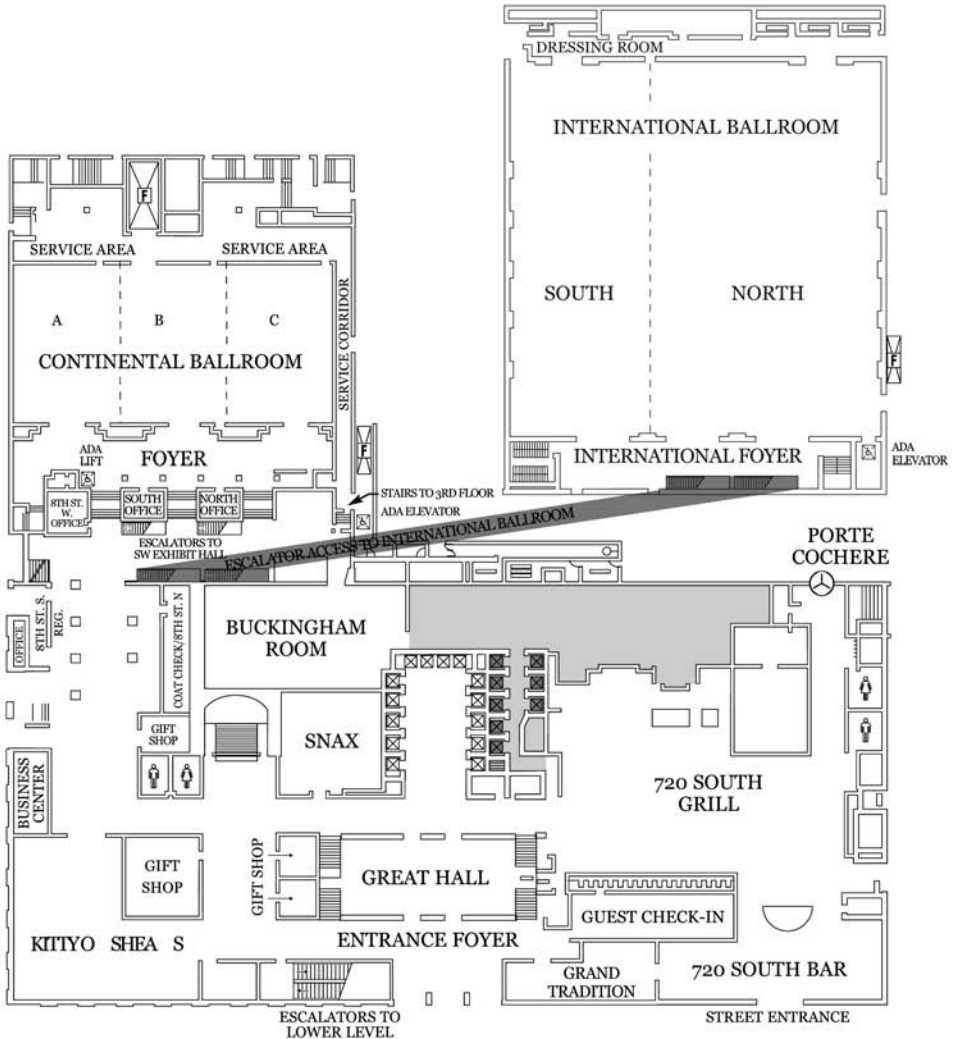 DRESSING ROOM
INTERNATIONAL BALLROOM
SOUTH
NORTH
F
INTERNATIONAL FOYER
ADA
ELEVATOR
F
SERVICE AREA
SERVICE AREA
A
B
C
CONTINENTAL BALLROOM
SERVICE CORRIDOR
F
ADA
LIFT
FOYER
8TH ST.
W.
OFFICE
SOUTH
OFFICE
NORTH
OFFICE
STAIRS TO 3RD FLOOR
ADA ELEVATOR
ESCALATORS TO
SW EXHIBIT HALL
ESCALATOR ACCESS TO INTERNATIONAL BALLROOM
PORTE
COCHERE
OFFICE
8TH ST. S.
REG.
COAT CHECK/8TH ST. N
BUCKINGHAM
ROOM
GIFT
SHOP
SNAX
BUSINESS
CENTER
720 SOUTH
GRILL
GIFT
SHOP
GIFT SHOP
GREAT HALL
GUEST CHECK-IN
KITIYO SHEA S
ENTRANCE FOYER
GRAND
TRADITION
720 SOUTH BAR
ESCALATORS TO
LOWER LEVEL
STREET ENTRANCE